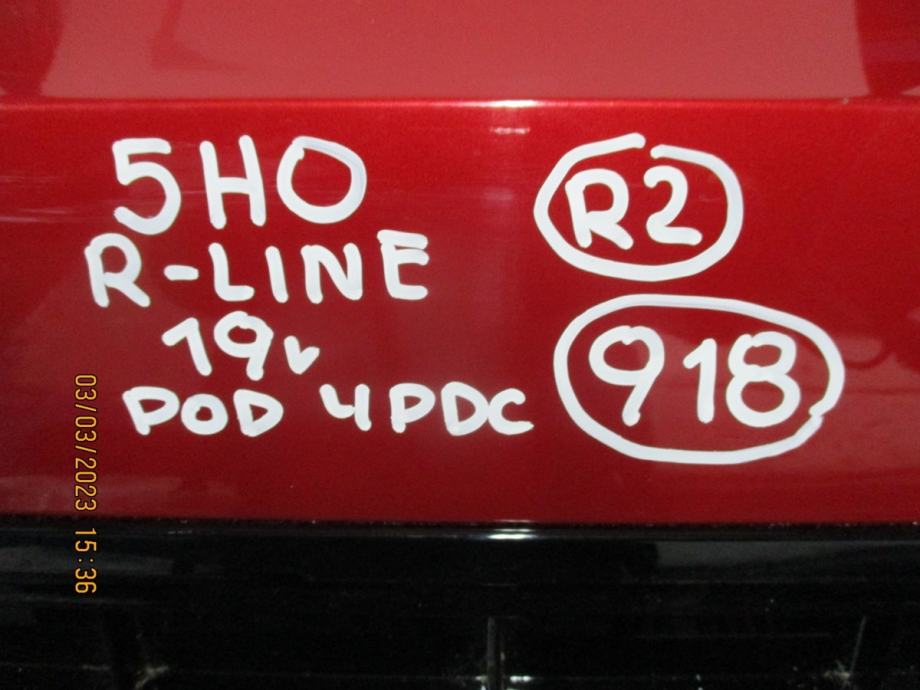 5HO
R-LINE
19v
POD 4PDC
R2
918
03/03/2023 15:36